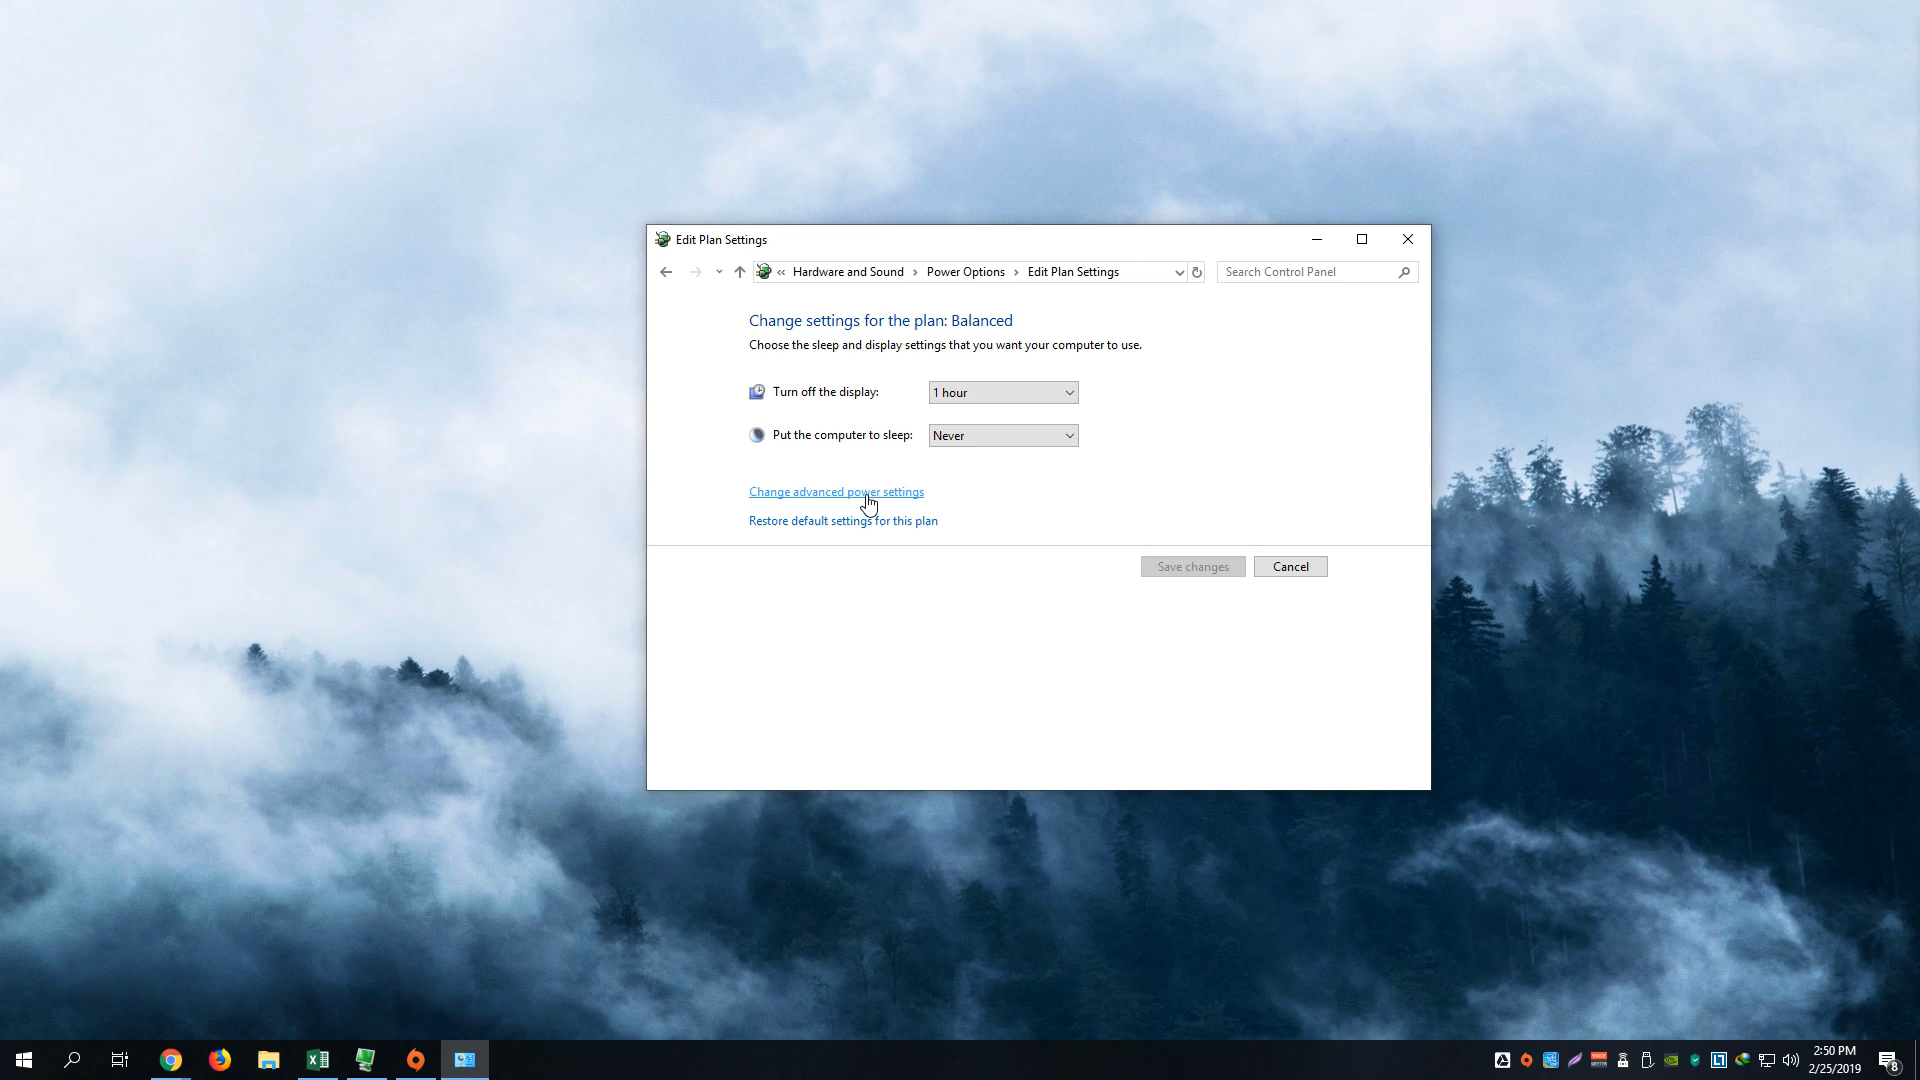 Edit Plan Settings
« Hardware and Sound › Power Options › Edit Plan Settings
Search Control Panel
Change settings for the plan: Balanced
Choose the sleep and display settings that you want your computer to use.
Turn off the display: 1 hour
Put the computer to sleep: Never
Change advanced power settings
Restore default settings for this plan
Save changes Cancel
2:50 PM
2/25/2019
8